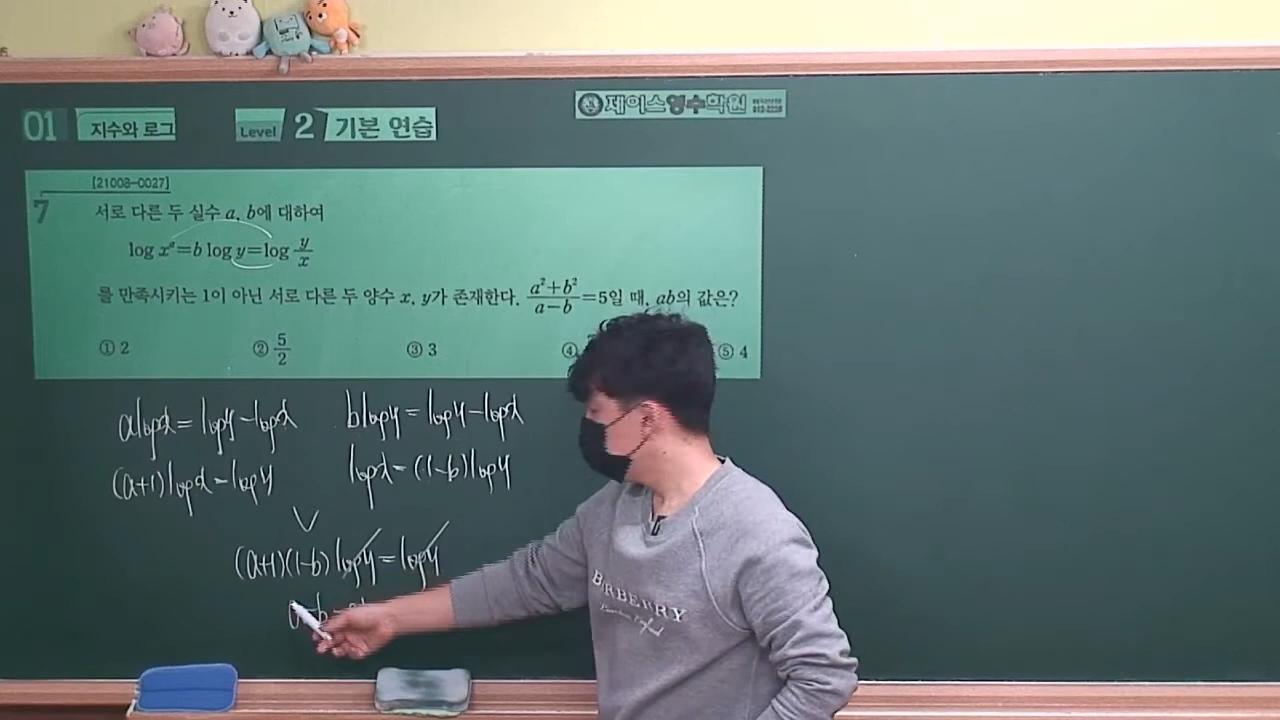 01 지수와 로그 Level 2 기본 연습 제이스영수학원
[21008-0027]
7 서로 다른 두 실수 a, b에 대하여
log xᵃ=b log y=log y/x
를 만족시키는 1이 아닌 서로 다른 두 양수 x, y가 존재한다. (a²+b²)/(a−b)=5일 때, ab의 값은?
① 2 ② 5/2 ③ 3 ④ ⑤ 4
alogx = logy − logx blogy = logy − logx
(a+1)logx = logy logx = (1−b)logy
(a+1)(1−b)logy = logy
BURBERRY